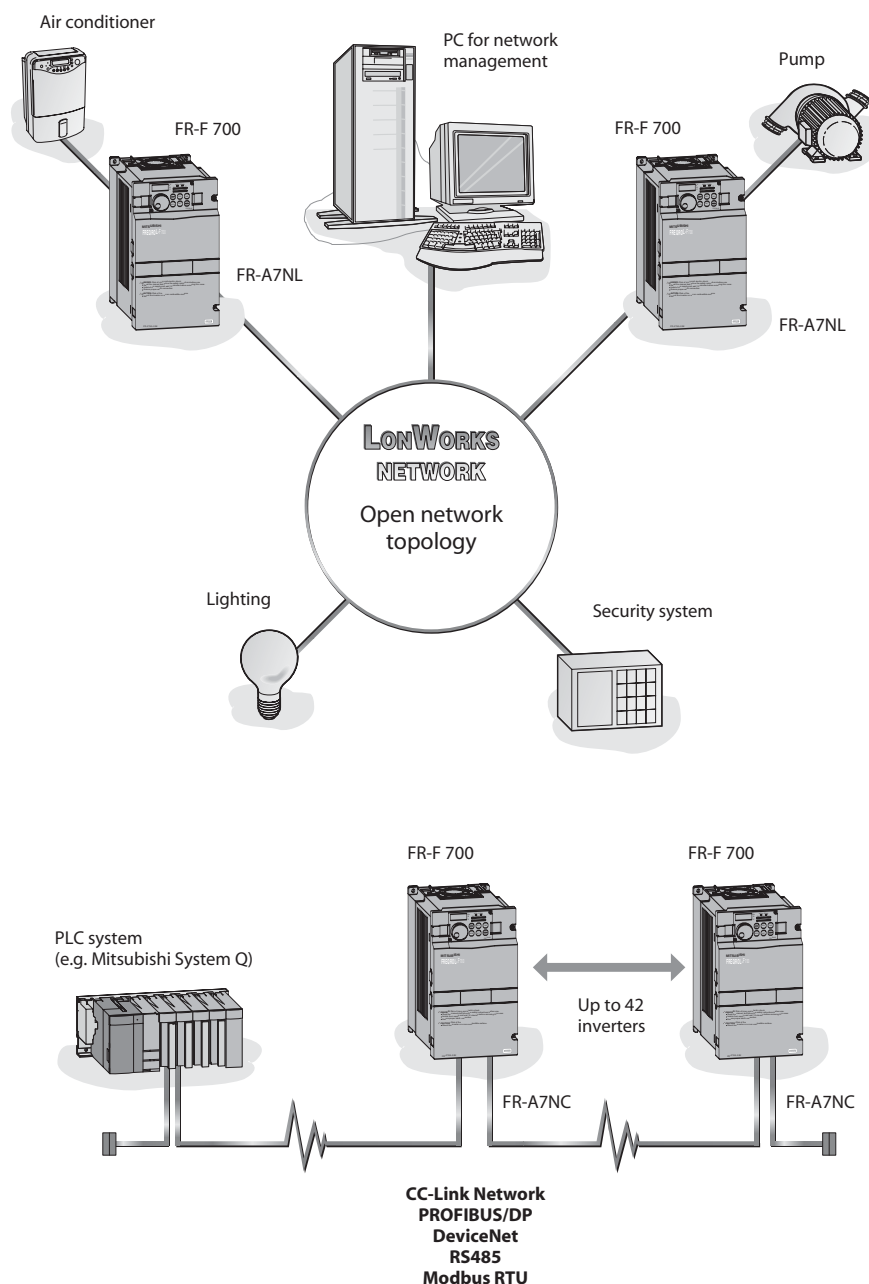 Air conditioner
PC for network
management
Pump
FR-F 700
FR-F 700
FR-A7NL
FR-A7NL
LONWORKS
NETWORK
Open network
topology
Lighting
Security system
FR-F 700
FR-F 700
PLC system
(e.g. Mitsubishi System Q)
Up to 42
inverters
FR-A7NC
FR-A7NC
CC-Link Network
PROFIBUS/DP
DeviceNet
RS485
Modbus RTU